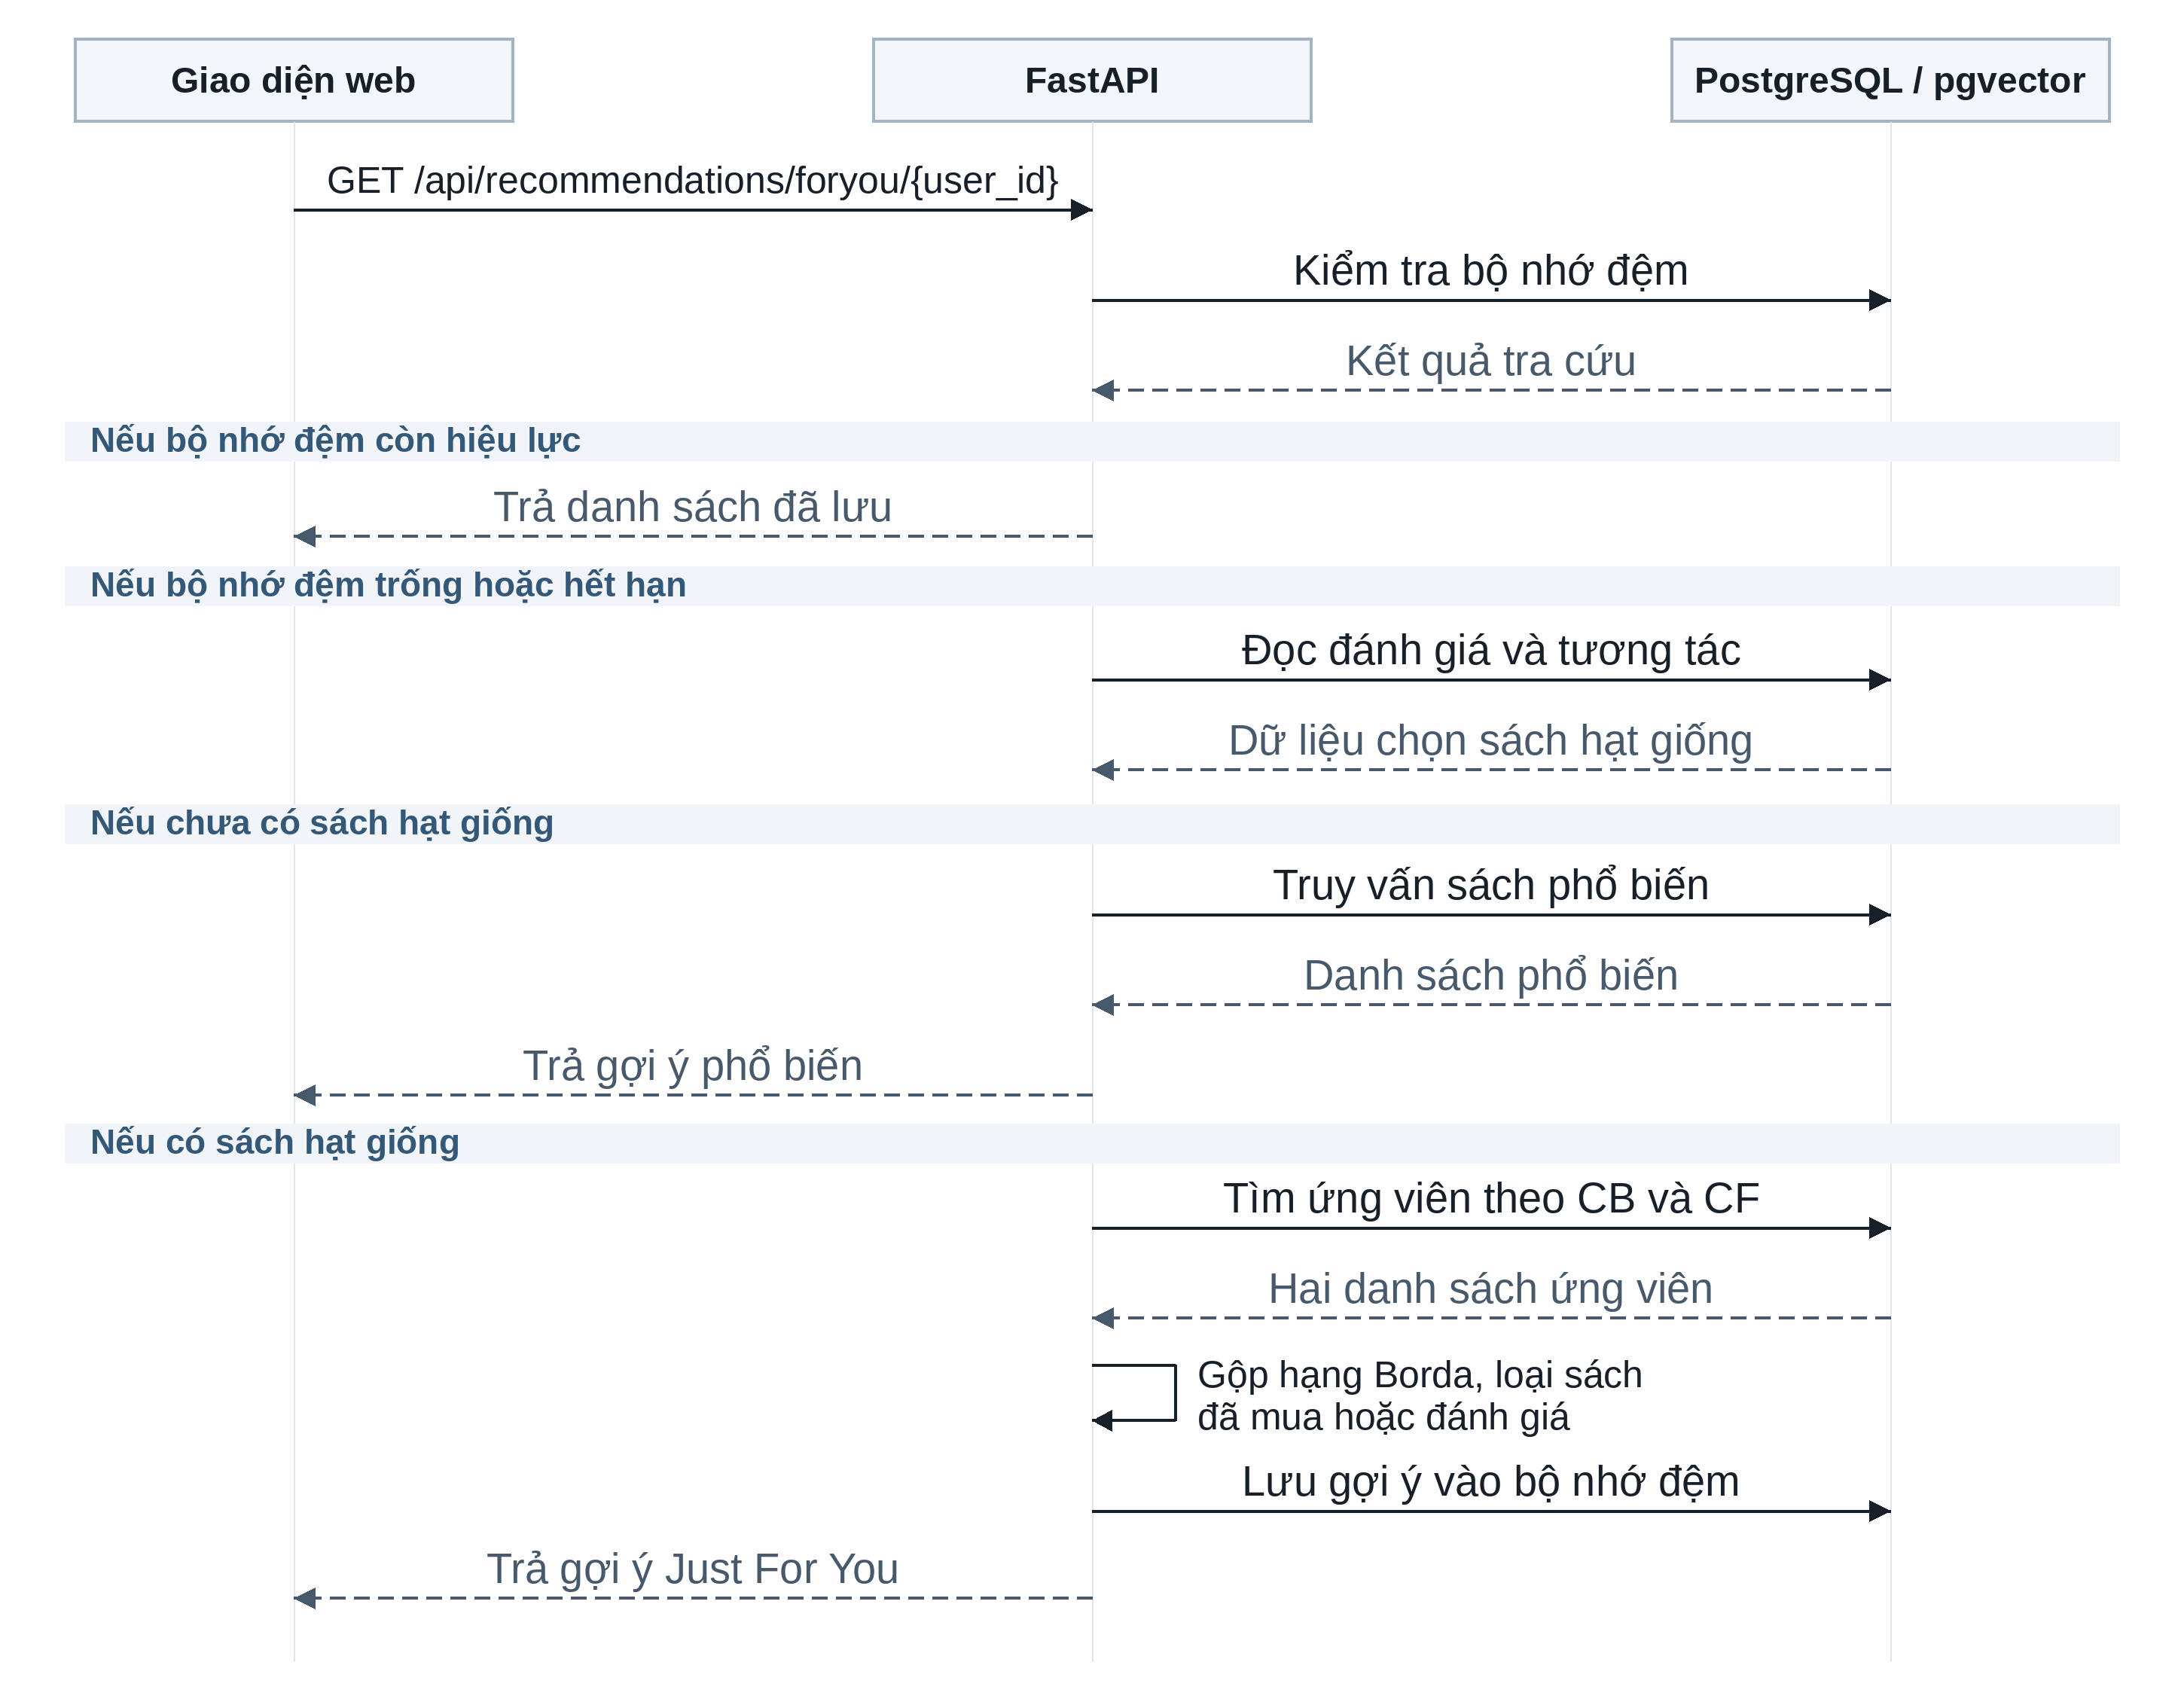 Giao diện web
FastAPI
PostgreSQL / pgvector
GET /api/recommendations/foryou/{user_id}
Kiểm tra bộ nhớ đệm
Kết quả tra cứu
Nếu bộ nhớ đệm còn hiệu lực
Trả danh sách đã lưu
Nếu bộ nhớ đệm trống hoặc hết hạn
Đọc đánh giá và tương tác
Dữ liệu chọn sách hạt giống
Nếu chưa có sách hạt giống
Truy vấn sách phổ biến
Danh sách phổ biến
Trả gợi ý phổ biến
Nếu có sách hạt giống
Tìm ứng viên theo CB và CF
Hai danh sách ứng viên
Gộp hạng Borda, loại sách
đã mua hoặc đánh giá
Lưu gợi ý vào bộ nhớ đệm
Trả gợi ý Just For You